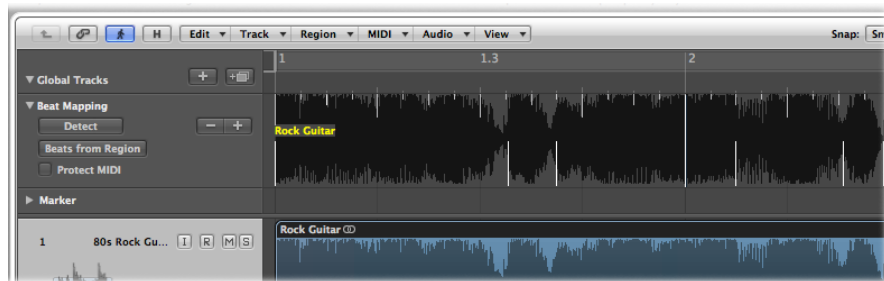 H Edit Track Region MIDI Audio View Snap:
1 1.3 2
Global Tracks
Beat Mapping
Detect
Rock Guitar
Beats from Region
Protect MIDI
Marker
Rock Guitar
1 80s Rock Gu... I R M S